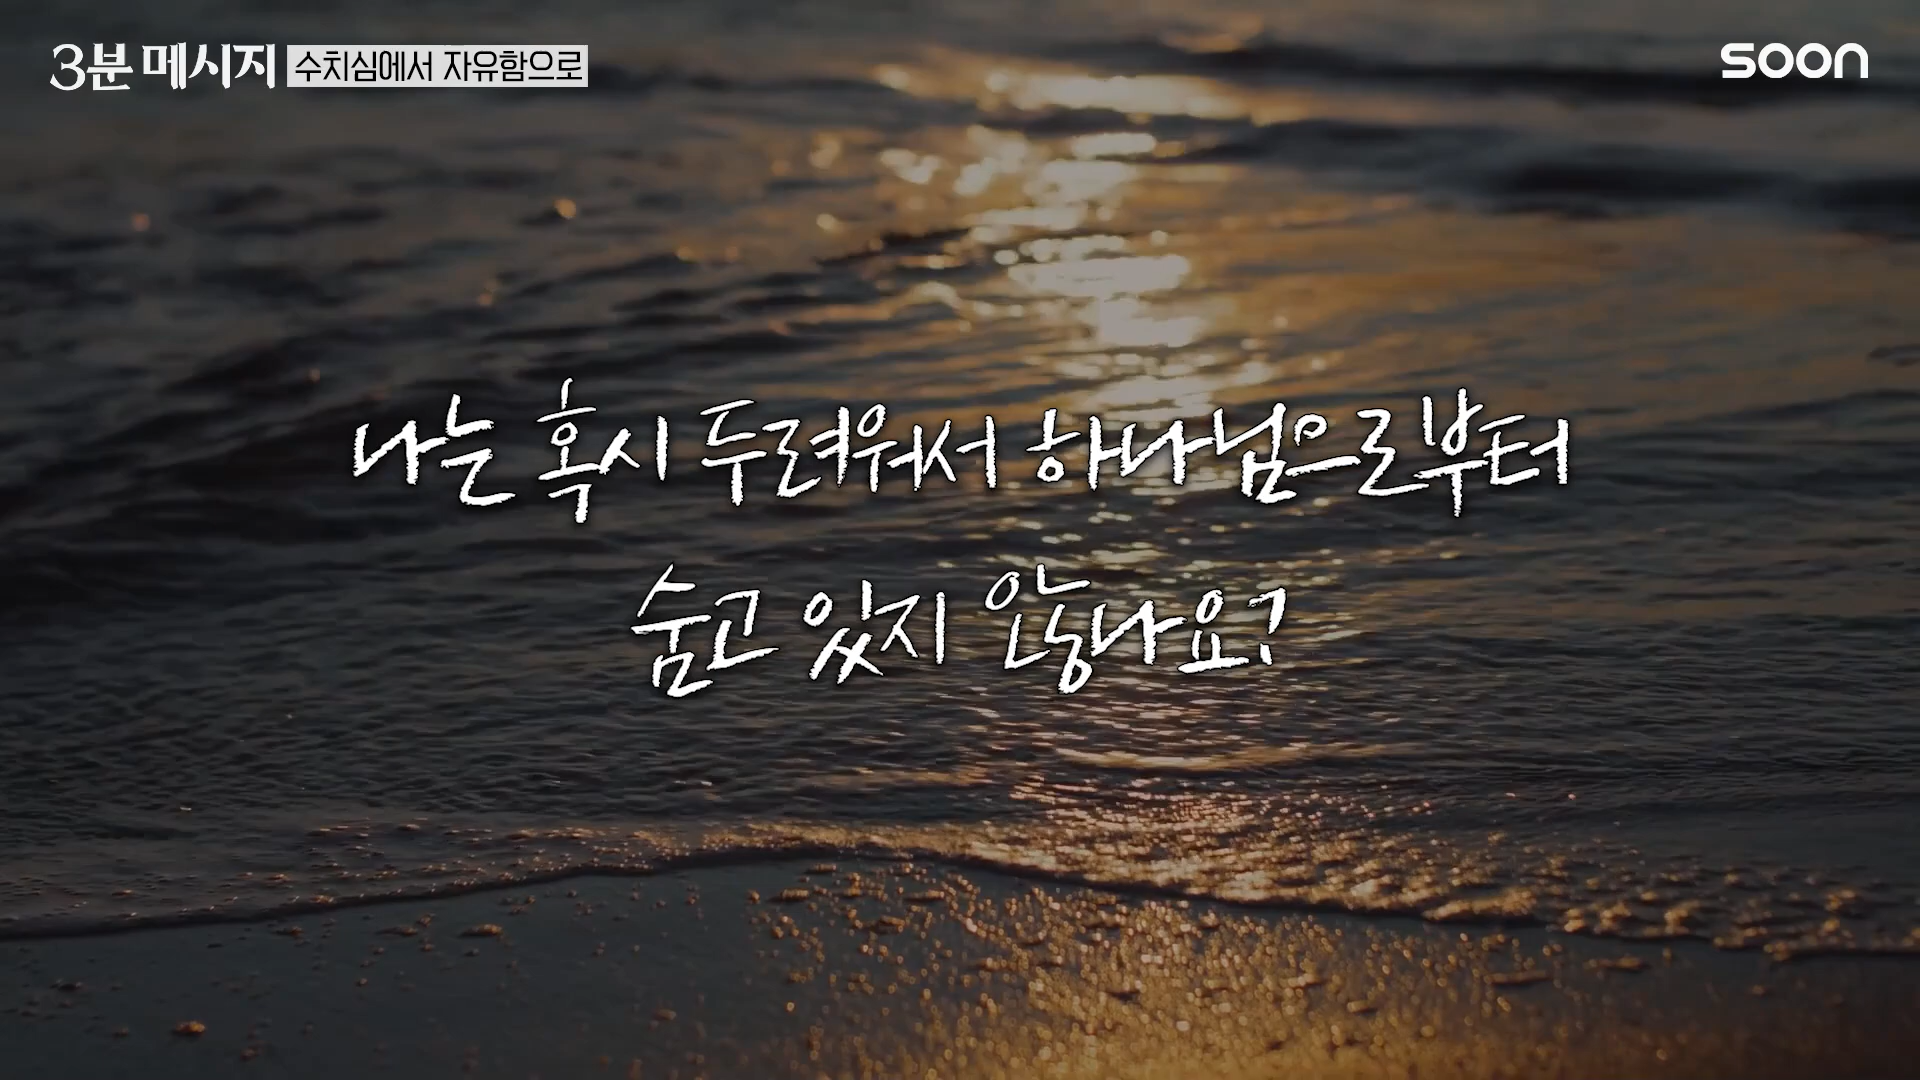 3분 메시지 수치심에서 자유함으로
soon
나는 혹시 두려워서 하나님으로부터
숨고 있지 않나요?